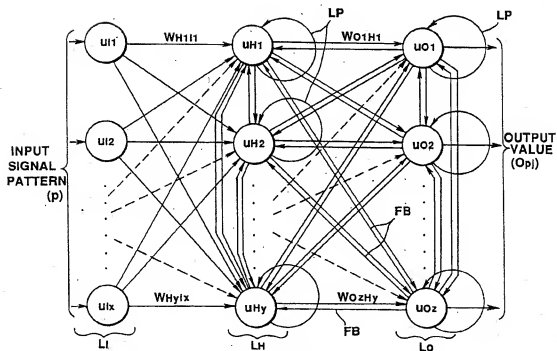 LP
LP
uI1
WH1I1
uH1
WO1H1
uO1
uI2
uH2
uO2
INPUT
SIGNAL
PATTERN
(p)
OUTPUT
VALUE
(Opj)
FB
uIx
WHyIx
uHy
WOzHy
uOz
FB
LI
LH
LO